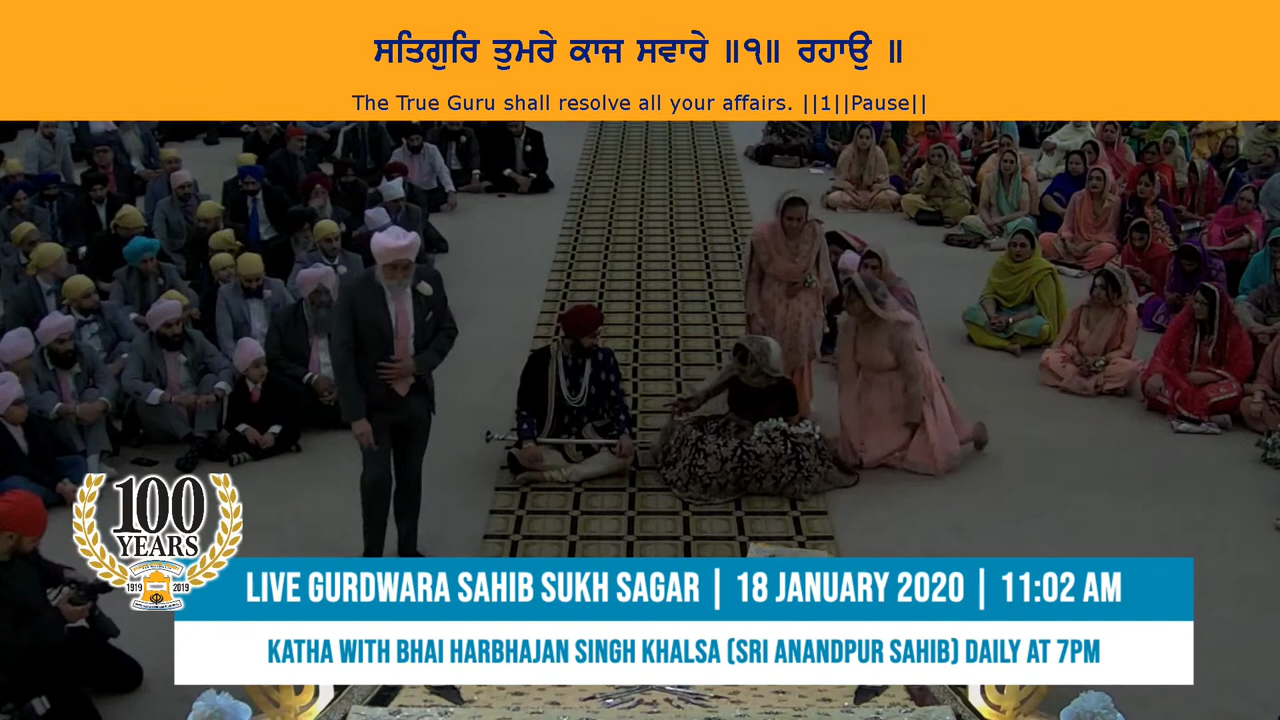 ਸਤਿਗੁਰਿ ਤੁਮਰੇ ਕਾਜ ਸਵਾਰੇ ॥੧॥ ਰਹਾਉ ॥
The True Guru shall resolve all your affairs. ||1||Pause||
100
YEARS
1919 2019
LIVE GURDWARA SAHIB SUKH SAGAR | 18 JANUARY 2020 | 11:02 AM
KATHA WITH BHAI HARBHAJAN SINGH KHALSA (SRI ANANDPUR SAHIB) DAILY AT 7PM